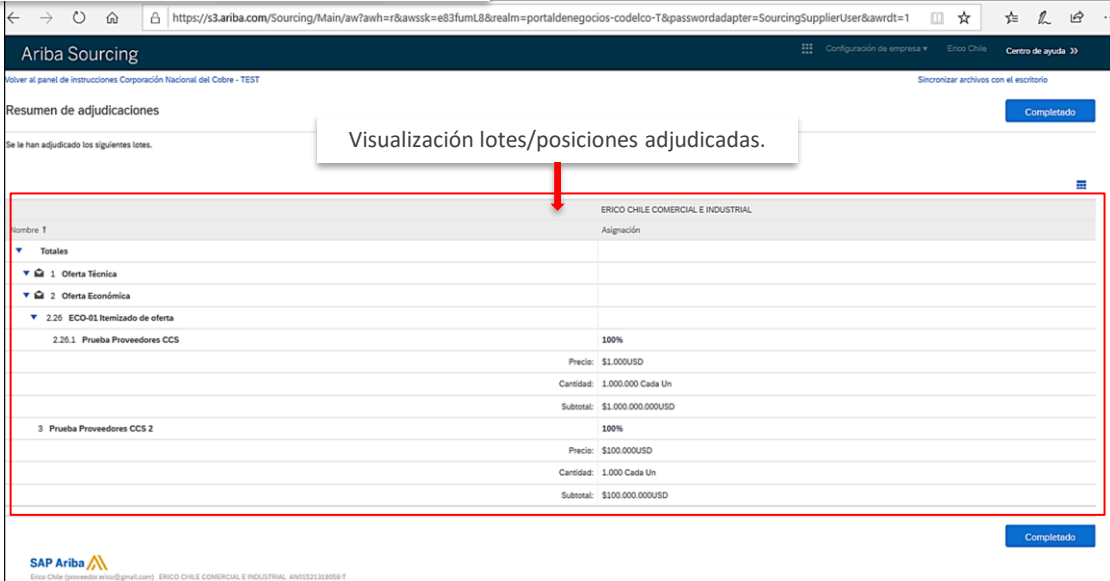 https://s3.ariba.com/Sourcing/Main/aw?awh=r&awssk=e83fumL8&realm=portaldenegocios-codelco-T&passwordadapter=SourcingSupplierUser&awrdt=1
Ariba Sourcing
Configuración de empresa ▾ Erico Chile Centro de ayuda »
Volver al panel de instrucciones Corporación Nacional del Cobre - TEST Sincronizar archivos con el escritorio
Resumen de adjudicaciones Completado
Visualización lotes/posiciones adjudicadas.
Se le han adjudicado los siguientes lotes.
ERICO CHILE COMERCIAL E INDUSTRIAL
Nombre ↑ Asignación
▼ Totales
▼ 1 Oferta Técnica
▼ 2 Oferta Económica
▼ 2.26 ECO-01 Itemizado de oferta
2.26.1 Prueba Proveedores CCS 100%
Precio: $1.000USD
Cantidad: 1.000.000 Cada Un
Subtotal: $1.000.000.000USD
3 Prueba Proveedores CCS 2 100%
Precio: $100.000USD
Cantidad: 1.000 Cada Un
Subtotal: $100.000.000USD
Completado
SAP Ariba
Erico Chile (proveedor.erico@gmail.com) ERICO CHILE COMERCIAL E INDUSTRIAL AN01521318058-T